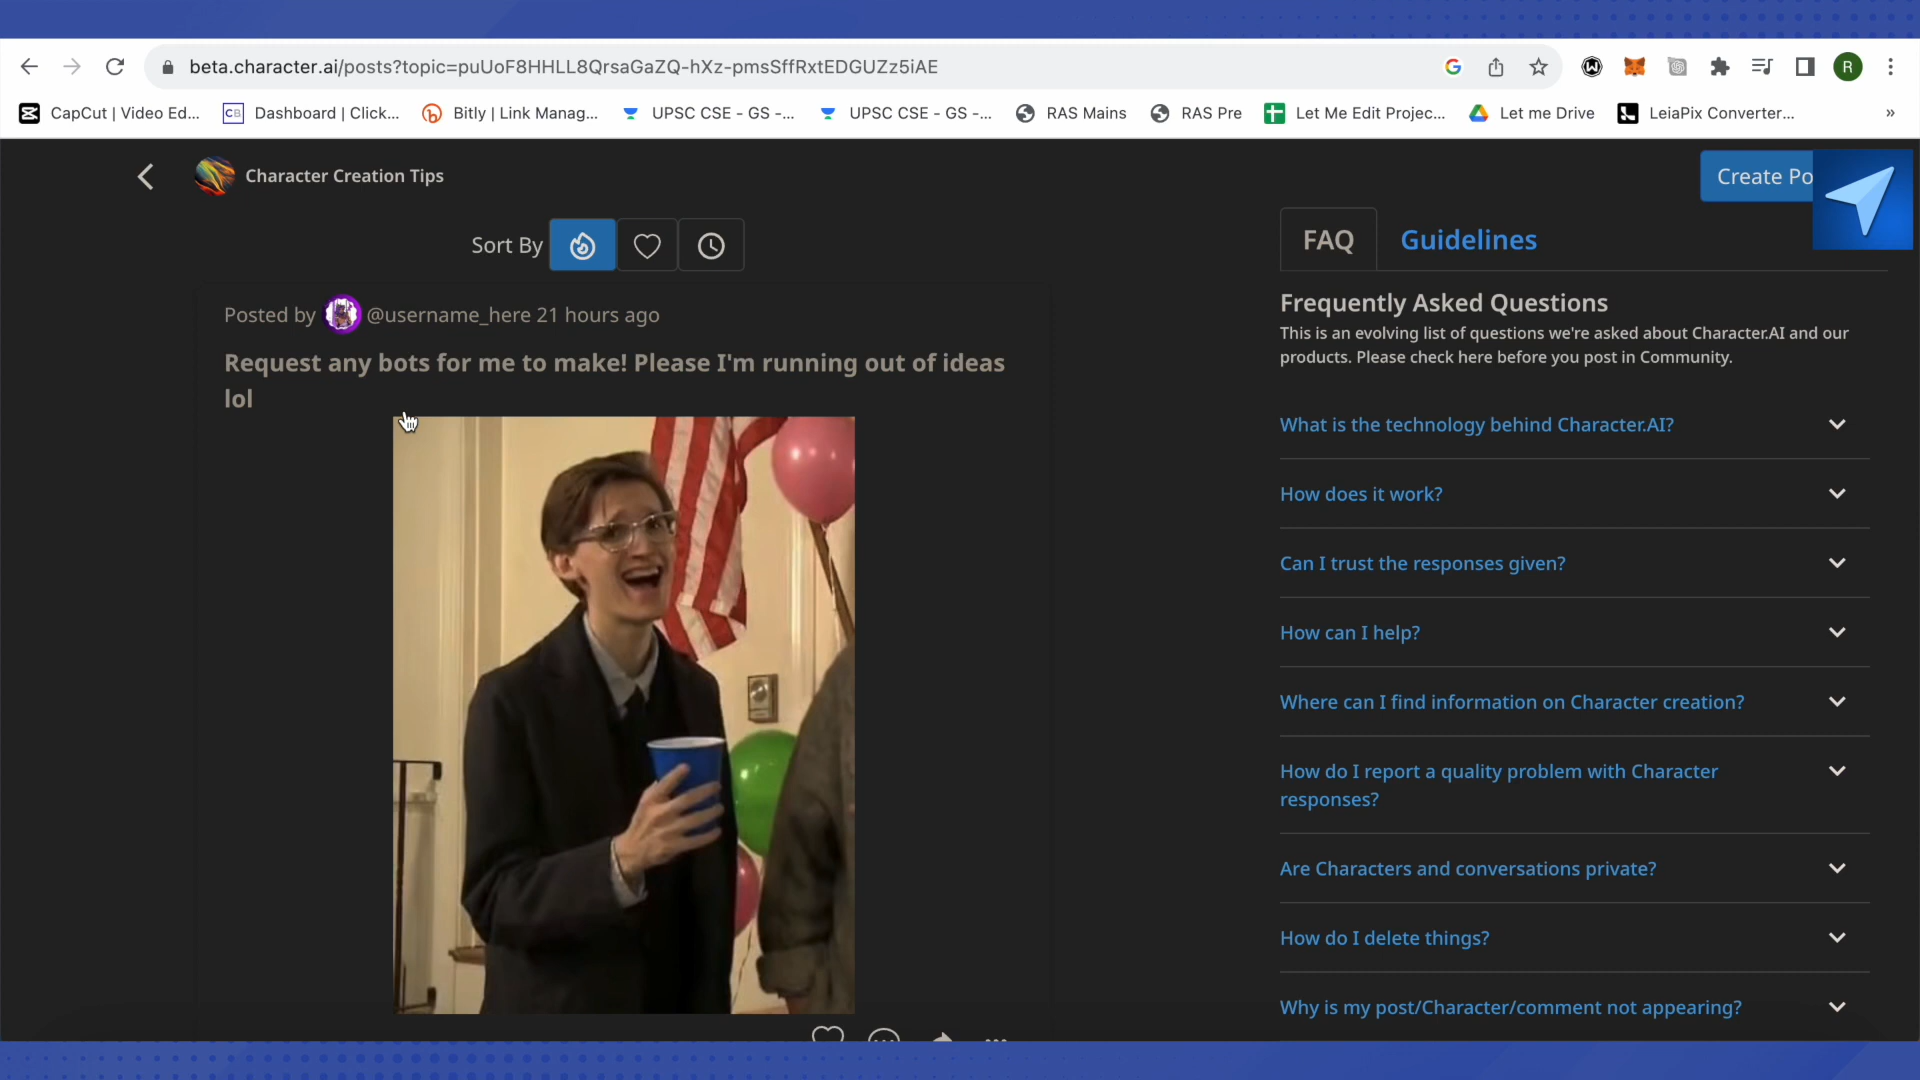 beta.character.ai/posts?topic=puUoF8HHLL8QrsaGaZQ-hXz-pmsSffRxtEDGUZz5iAE
R
CapCut | Video Ed...
CB
Dashboard | Click...
Bitly | Link Manag...
UPSC CSE - GS -...
UPSC CSE - GS -...
RAS Mains
RAS Pre
Let Me Edit Projec...
Let me Drive
LeiaPix Converter...
Character Creation Tips
Create Po
Sort By
FAQ
Guidelines
Posted by @username_here 21 hours ago
Request any bots for me to make! Please I'm running out of ideas
lol
Frequently Asked Questions
This is an evolving list of questions we're asked about Character.AI and our
products. Please check here before you post in Community.
What is the technology behind Character.AI?
How does it work?
Can I trust the responses given?
How can I help?
Where can I find information on Character creation?
How do I report a quality problem with Character
responses?
Are Characters and conversations private?
How do I delete things?
Why is my post/Character/comment not appearing?